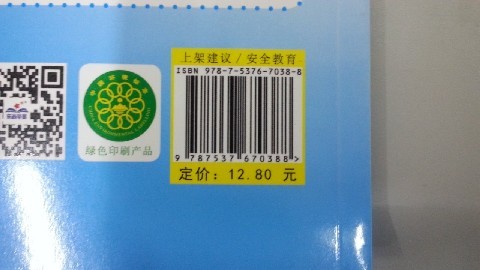 上架建议/安全教育
ISBN 978-7-5376-7038-8
9 787537 670388 >
定价: 12.80 元
绿色印刷产品